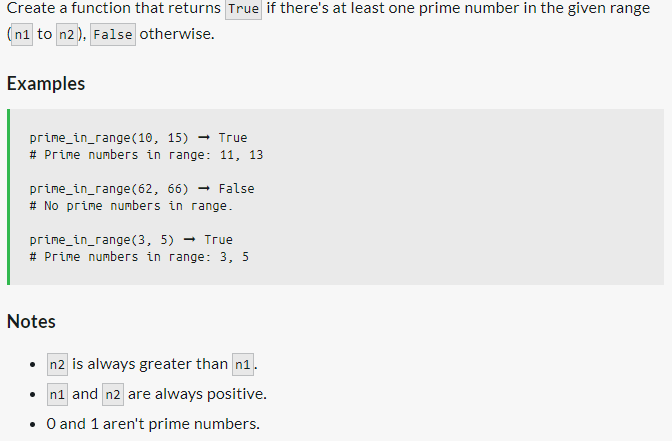 Create a function that returns True if there's at least one prime number in the given range
(n1 to n2), False otherwise.
Examples
prime_in_range(10, 15) ➞ True
# Prime numbers in range: 11, 13
prime_in_range(62, 66) ➞ False
# No prime numbers in range.
prime_in_range(3, 5) ➞ True
# Prime numbers in range: 3, 5
Notes
• n2 is always greater than n1.
• n1 and n2 are always positive.
• 0 and 1 aren't prime numbers.